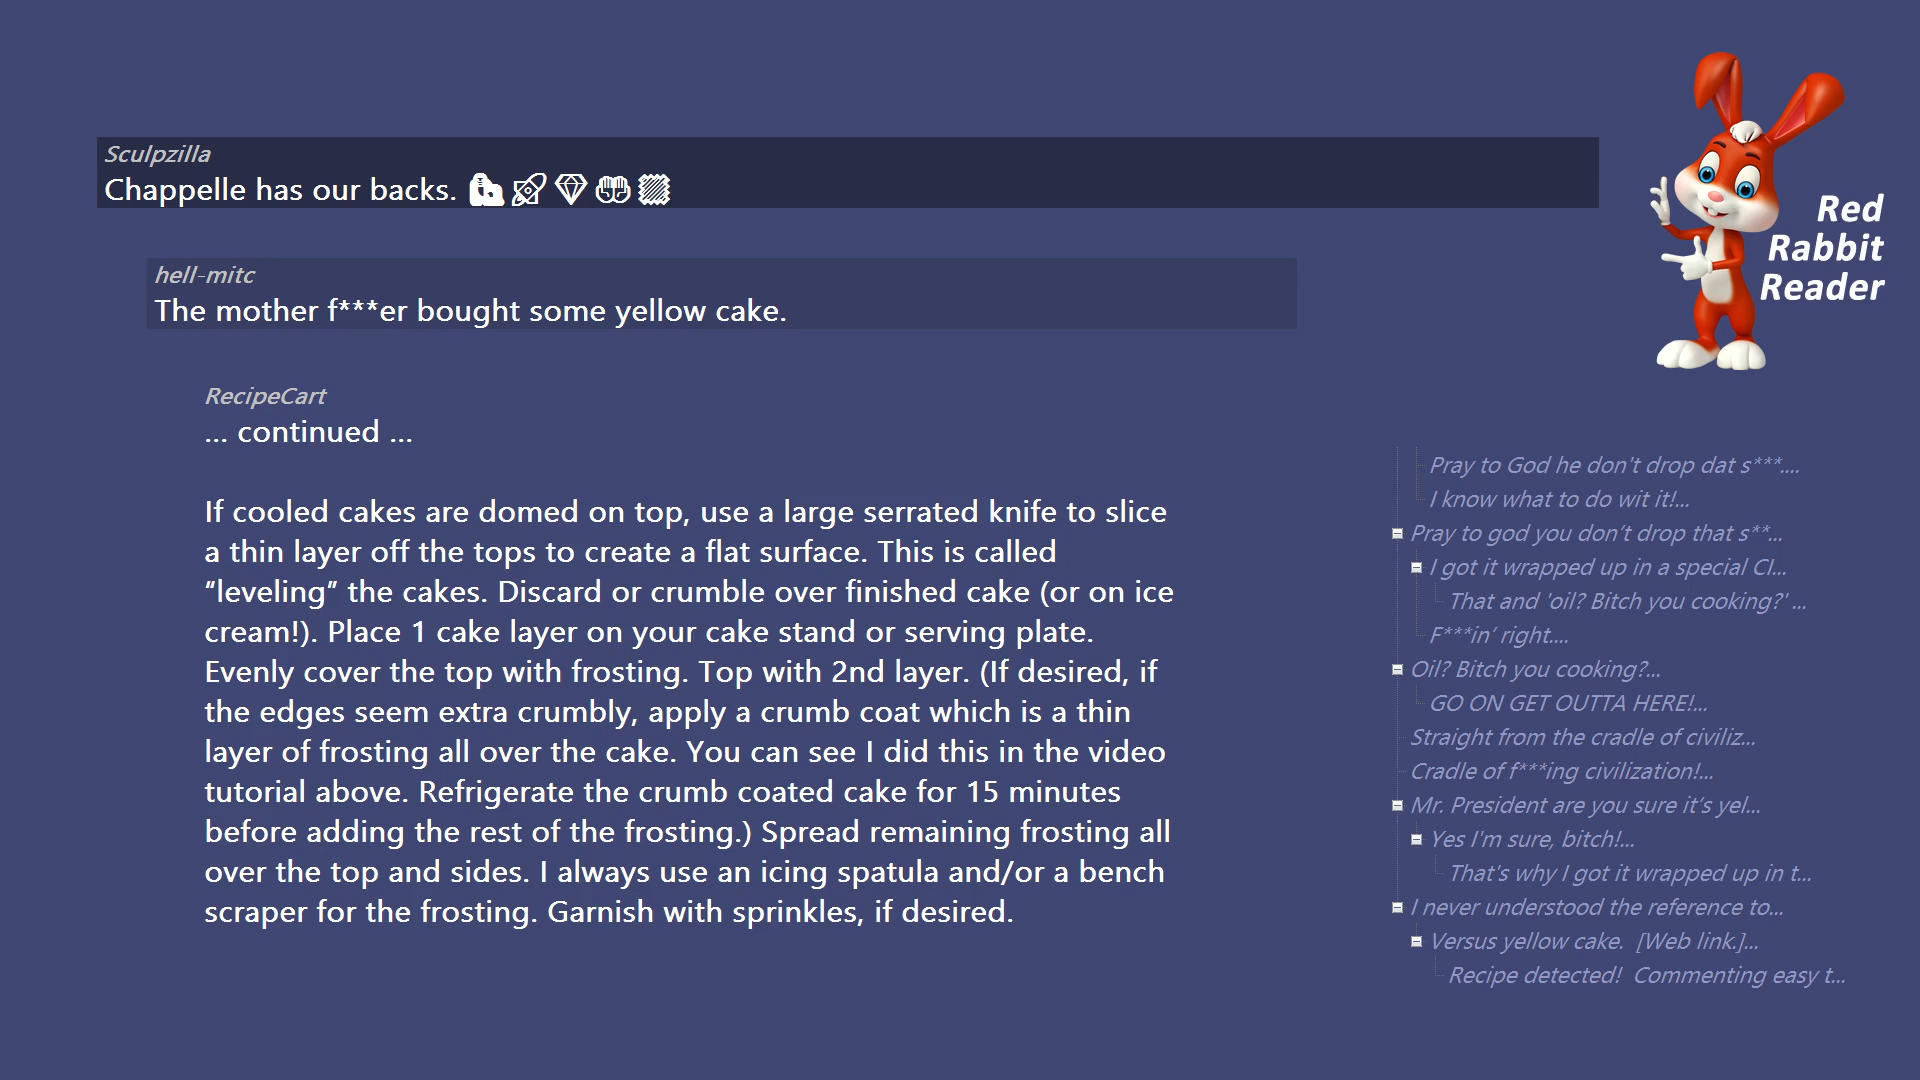 Sculpzilla
Chappelle has our backs.
hell-mitc
The mother f***er bought some yellow cake.
RecipeCart
... continued ...
If cooled cakes are domed on top, use a large serrated knife to slice
a thin layer off the tops to create a flat surface. This is called
“leveling” the cakes. Discard or crumble over finished cake (or on ice
cream!). Place 1 cake layer on your cake stand or serving plate.
Evenly cover the top with frosting. Top with 2nd layer. (If desired, if
the edges seem extra crumbly, apply a crumb coat which is a thin
layer of frosting all over the cake. You can see I did this in the video
tutorial above. Refrigerate the crumb coated cake for 15 minutes
before adding the rest of the frosting.) Spread remaining frosting all
over the top and sides. I always use an icing spatula and/or a bench
scraper for the frosting. Garnish with sprinkles, if desired.
Red
Rabbit
Reader
Pray to God he don't drop dat s***....
I know what to do wit it!...
Pray to god you don’t drop that s**...
I got it wrapped up in a special CI...
That and 'oil? Bitch you cooking?' ...
F***in’ right....
Oil? Bitch you cooking?...
GO ON GET OUTTA HERE!...
Straight from the cradle of civiliz...
Cradle of f***ing civilization!...
Mr. President are you sure it’s yel...
Yes I'm sure, bitch!...
That's why I got it wrapped up in t...
I never understood the reference to...
Versus yellow cake.  [Web link.]...
Recipe detected!  Commenting easy t...